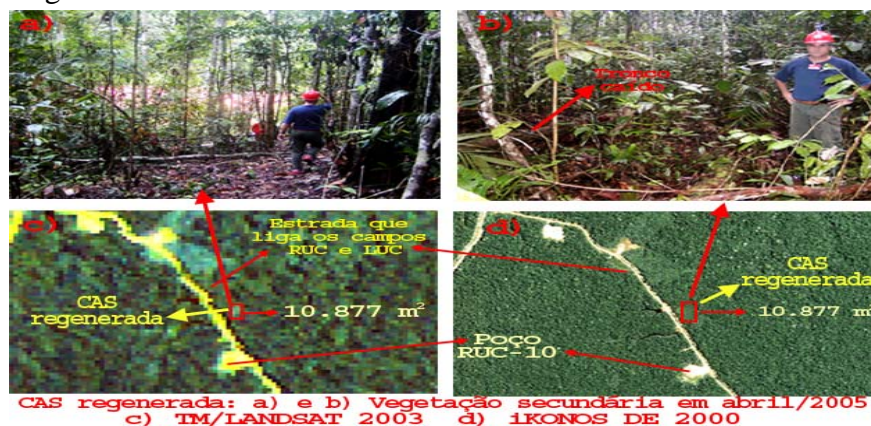 a)
b)
Tronco
caído
c)
Estrada que
liga os campos
RUC e LUC
CAS
regenerada
10.877 m²
Poço
RUC-10
d)
CAS
regenerada
10.877 m²
CAS regenerada: a) e b) Vegetação secundária em abril/2005
c) TM/LANDSAT 2003 d) iKONOS DE 2000